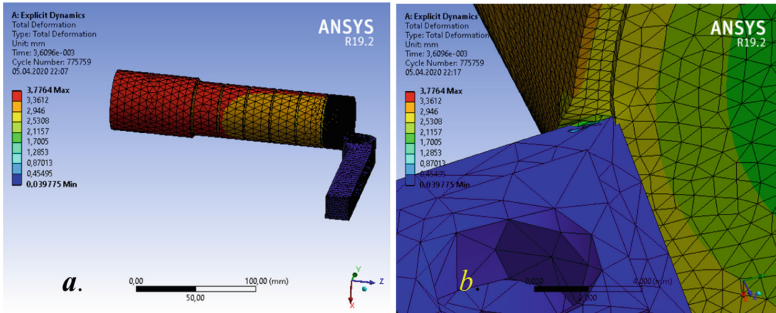 A: Explicit Dynamics
Total Deformation
Type: Total Deformation
Unit: mm
Time: 3,6096e-003
Cycle Number: 775759
05.04.2020 22:07
3,7764 Max
3,3612
2,946
2,5308
2,1157
1,7005
1,2853
0,87013
0,45495
0,039775 Min
ANSYS
R19.2
0,00
100,00 (mm)
50,00
Y
Z
X
a.
A: Explicit Dynamics
Total Deformation
Type: Total Deformation
Unit: mm
Time: 3,6096e-003
Cycle Number: 775759
05.04.2020 22:17
3,7764 Max
3,3612
2,946
2,5308
2,1157
1,7005
1,2853
0,87013
0,45495
0,039775 Min
ANSYS
R19.2
0,000
4,000 (mm)
b.